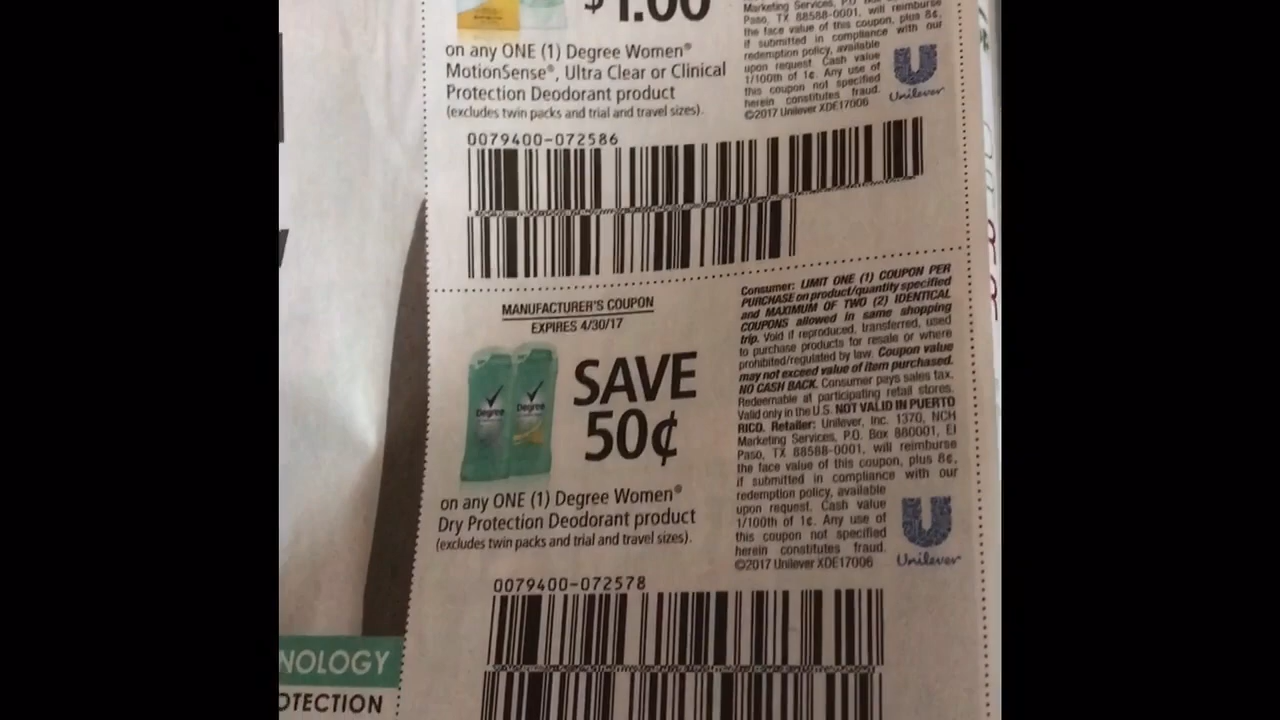 $1.00
on any ONE (1) Degree Women®
MotionSense®, Ultra Clear or Clinical
Protection Deodorant product
(excludes twin packs and trial and travel sizes).
Marketing Services, P.O.
Paso, TX 88588-0001, will reimburse
the face value of this coupon, plus 8¢,
if submitted in compliance with our
redemption policy, available
upon request. Cash value
1/100th of 1¢. Any use of
this coupon not specified
herein constitutes fraud.
©2017 Unilever XDE17006
Unilever
0079400-072586
MANUFACTURER'S COUPON
EXPIRES 4/30/17
Degree
Degree
SAVE
50¢
on any ONE (1) Degree Women®
Dry Protection Deodorant product
(excludes twin packs and trial and travel sizes).
Consumer: LIMIT ONE (1) COUPON PER
PURCHASE on product/quantity specified
and MAXIMUM OF TWO (2) IDENTICAL
COUPONS allowed in same shopping
trip. Void if reproduced, transferred, used
to purchase products for resale or where
prohibited/regulated by law. Coupon value
may not exceed value of item purchased.
NO CASH BACK. Consumer pays sales tax.
Redeemable at participating retail stores.
Valid only in the U.S. NOT VALID IN PUERTO
RICO. Retailer: Unilever, Inc. 1370, NCH
Marketing Services, P.O. Box 880001, El
Paso, TX 88588-0001, will reimburse
the face value of this coupon, plus 8¢,
if submitted in compliance with our
redemption policy, available
upon request. Cash value
1/100th of 1¢. Any use of
this coupon not specified
herein constitutes fraud.
©2017 Unilever XDE17006
Unilever
0079400-072578
NOLOGY
OTECTION